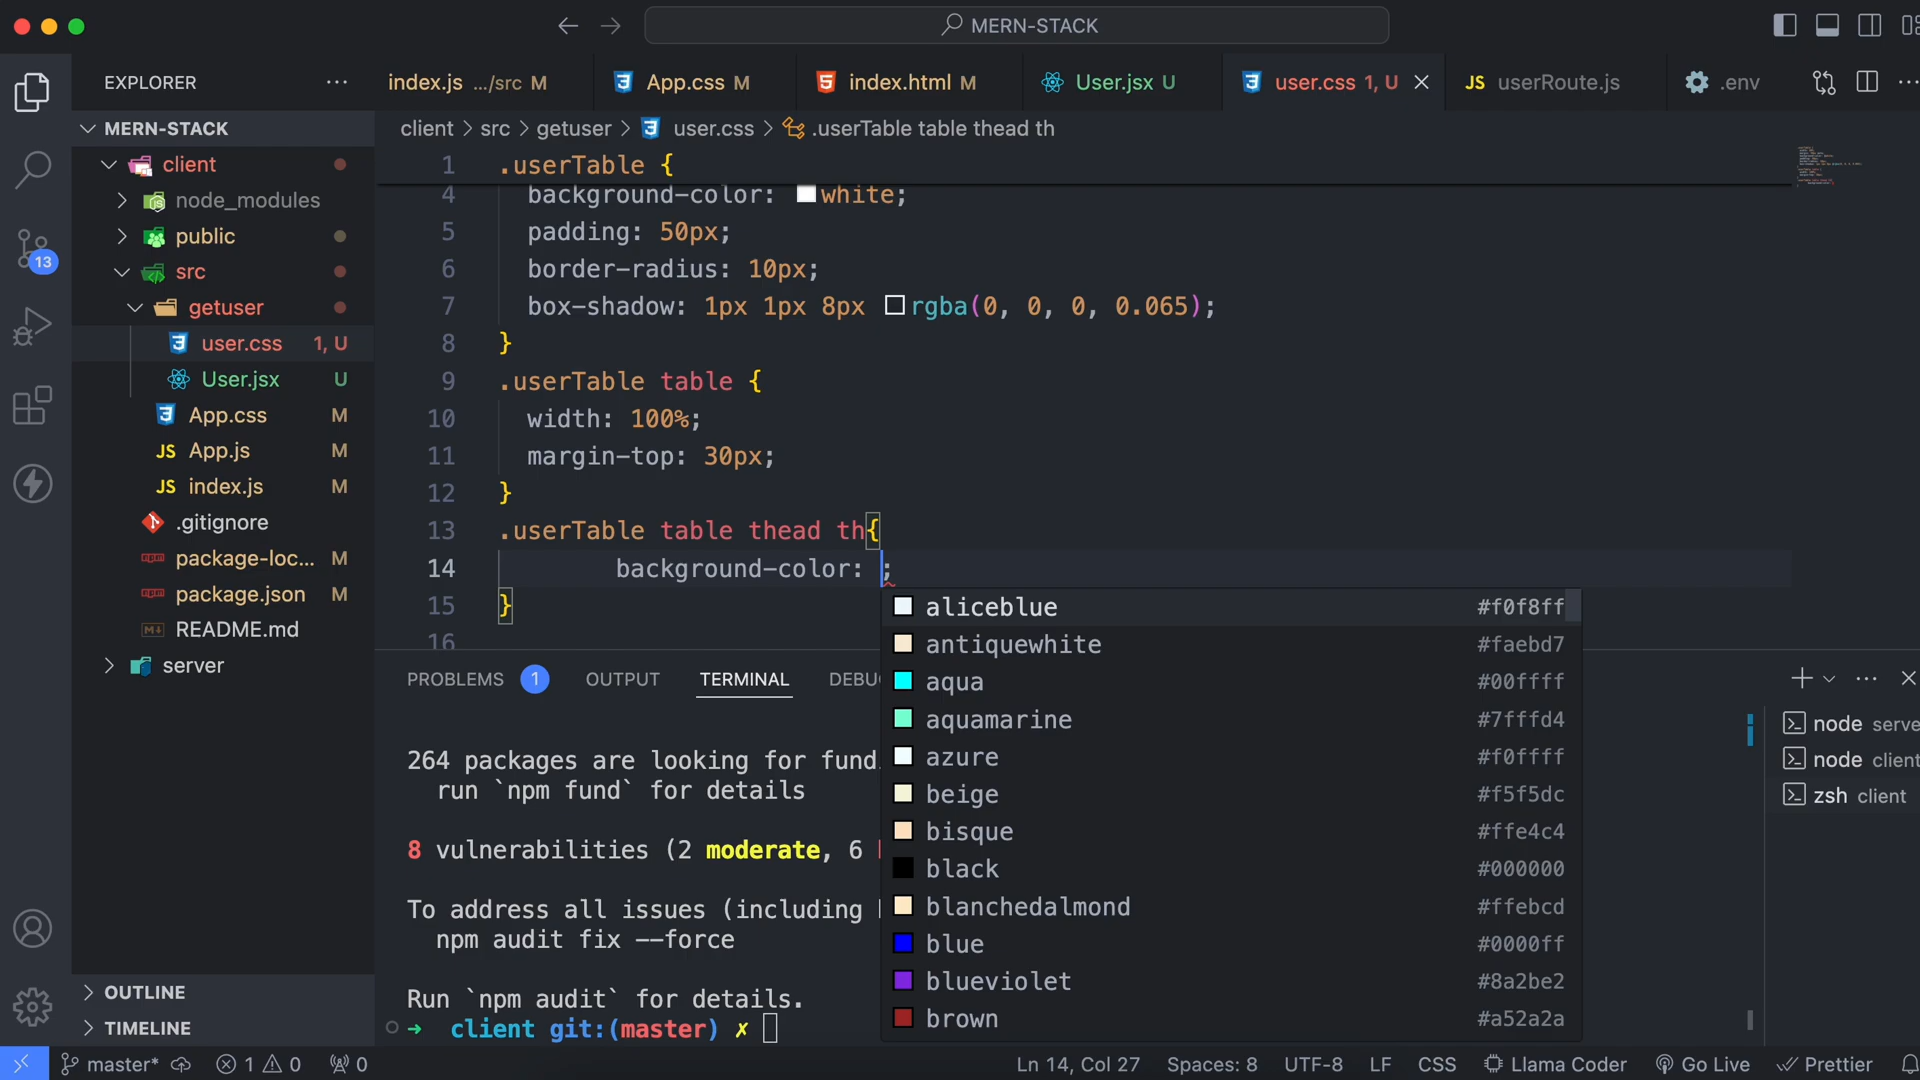 MERN-STACK
EXPLORER
index.js .../src M
App.css M
index.html M
User.jsx U
user.css 1, U
JS userRoute.js
.env
MERN-STACK
client > src > getuser > user.css > .userTable table thead th
client
node_modules
public
src
getuser
user.css 1, U
User.jsx U
App.css M
JS App.js M
JS index.js M
.gitignore
package-loc... M
package.json M
README.md
server
OUTLINE
TIMELINE
13
1 .userTable {
4 background-color: white;
5 padding: 50px;
6 border-radius: 10px;
7 box-shadow: 1px 1px 8px rgba(0, 0, 0, 0.065);
8 }
9 .userTable table {
10 width: 100%;
11 margin-top: 30px;
12 }
13 .userTable table thead th{
14 background-color: ;
15 }
16
aliceblue #f0f8ff
antiquewhite #faebd7
aqua #00ffff
aquamarine #7fffd4
azure #f0ffff
beige #f5f5dc
bisque #ffe4c4
black #000000
blanchedalmond #ffebcd
blue #0000ff
blueviolet #8a2be2
brown #a52a2a
PROBLEMS 1 OUTPUT TERMINAL DEBU
264 packages are looking for fund
run `npm fund` for details
8 vulnerabilities (2 moderate, 6
To address all issues (including
npm audit fix --force
Run `npm audit` for details.
➜ client git:(master) ✗
node serve
node client
zsh client
master* 1 0 0 Ln 14, Col 27 Spaces: 8 UTF-8 LF CSS Llama Coder Go Live Prettier